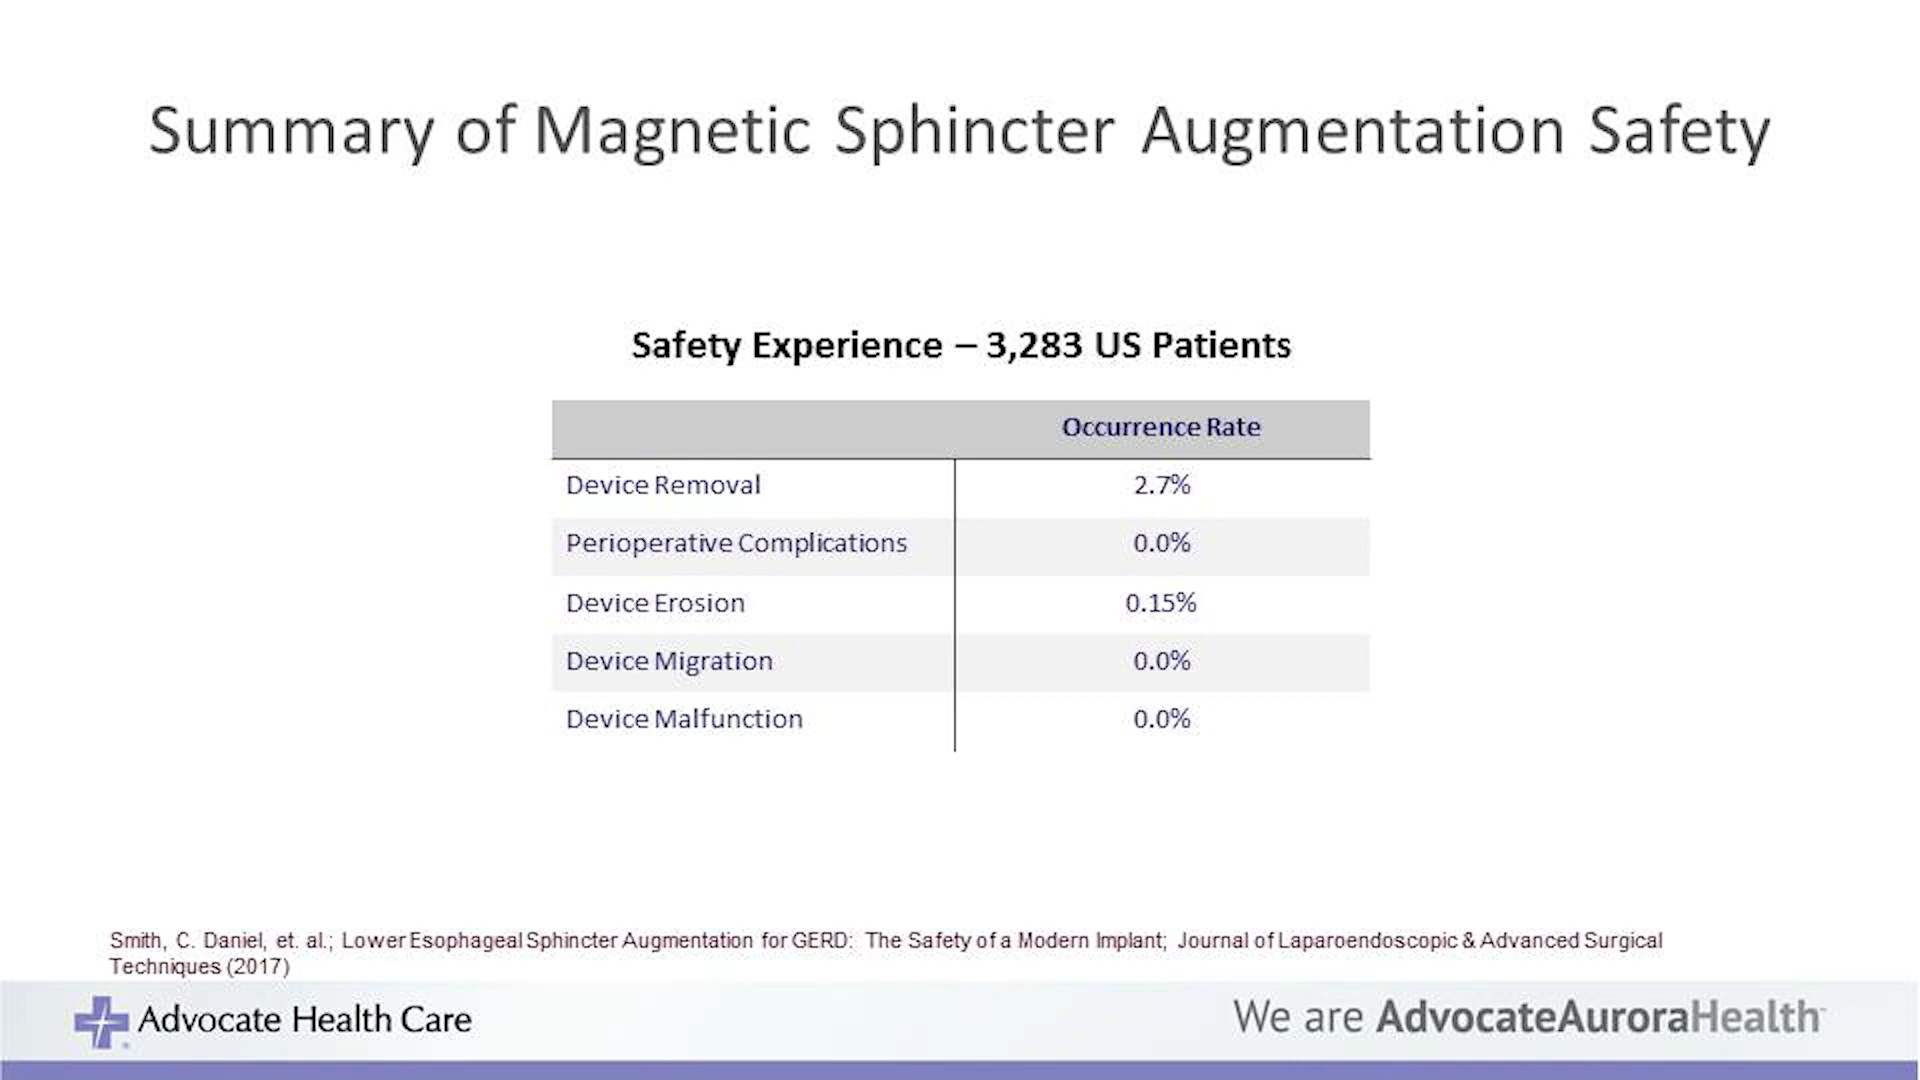 Summary of Magnetic Sphincter Augmentation Safety
Safety Experience – 3,283 US Patients
Occurrence Rate
Device Removal 2.7%
Perioperative Complications 0.0%
Device Erosion 0.15%
Device Migration 0.0%
Device Malfunction 0.0%
Smith, C. Daniel, et. al.; Lower Esophageal Sphincter Augmentation for GERD: The Safety of a Modern Implant; Journal of Laparoendoscopic & Advanced Surgical
Techniques (2017)
Advocate Health Care
We are AdvocateAuroraHealth